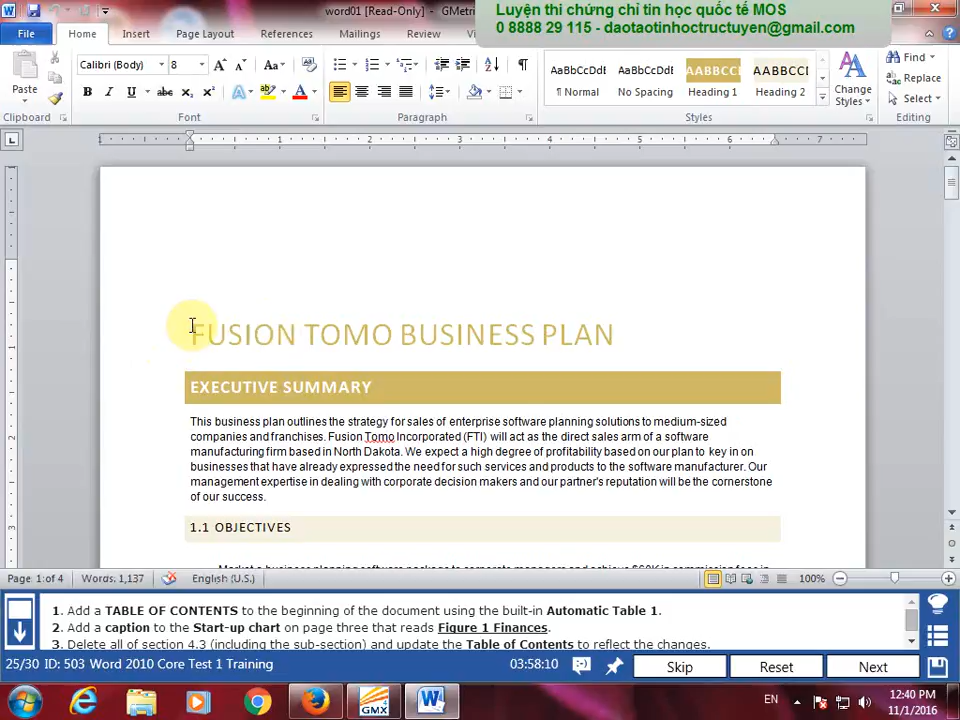 word01 [Read-Only] - GMetri
Luyện thi chứng chỉ tin học quốc tế MOS
0 8888 29 115 - daotaotinhoctructuyen@gmail.com
File Home Insert Page Layout References Mailings Review Vi
Calibri (Body) 8
Paste
Clipboard Font Paragraph Styles Editing
AaBbCcDdE AaBbCcDdE AABBCCI AABBCCI
¶ Normal No Spacing Heading 1 Heading 2
Change Styles
Find
Replace
Select
1 2 3 4 5 6 7
FUSION TOMO BUSINESS PLAN
EXECUTIVE SUMMARY
This business plan outlines the strategy for sales of enterprise software planning solutions to medium-sized
companies and franchises. Fusion Tomo Incorporated (FTI) will act as the direct sales arm of a software
manufacturing firm based in North Dakota. We expect a high degree of profitability based on our plan to key in on
businesses that have already expressed the need for such services and products to the software manufacturer. Our
management expertise in dealing with corporate decision makers and our partner's reputation will be the cornerstone
of our success.
1.1 OBJECTIVES
Page: 1 of 4 Words: 1,137 English (U.S.) 100%
1. Add a TABLE OF CONTENTS to the beginning of the document using the built-in Automatic Table 1.
2. Add a caption to the Start-up chart on page three that reads Figure 1 Finances.
3. Delete all of section 4.3 (including the sub-section) and update the Table of Contents to reflect the changes.
25/30 ID: 503 Word 2010 Core Test 1 Training 03:58:10 Skip Reset Next
EN 12:40 PM
11/1/2016